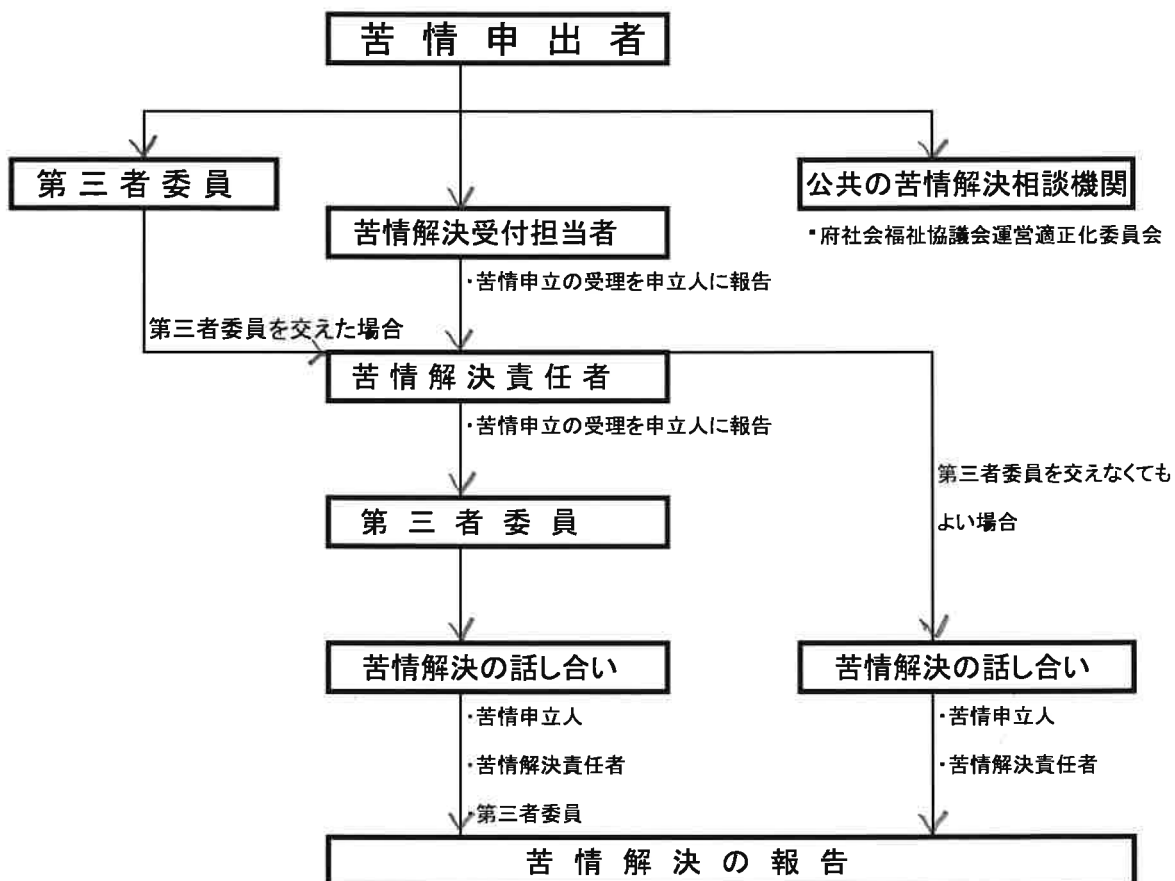 苦情申出者
第三者委員
公共の苦情解決相談機関
苦情解決受付担当者
・府社会福祉協議会運営適正化委員会
・苦情申立の受理を申立人に報告
第三者委員を交えた場合
苦情解決責任者
・苦情申立の受理を申立人に報告
第三者委員を交えなくても
よい場合
第三者委員
苦情解決の話し合い
苦情解決の話し合い
・苦情申立人
・苦情申立人
・苦情解決責任者
・苦情解決責任者
・第三者委員
苦情解決の報告